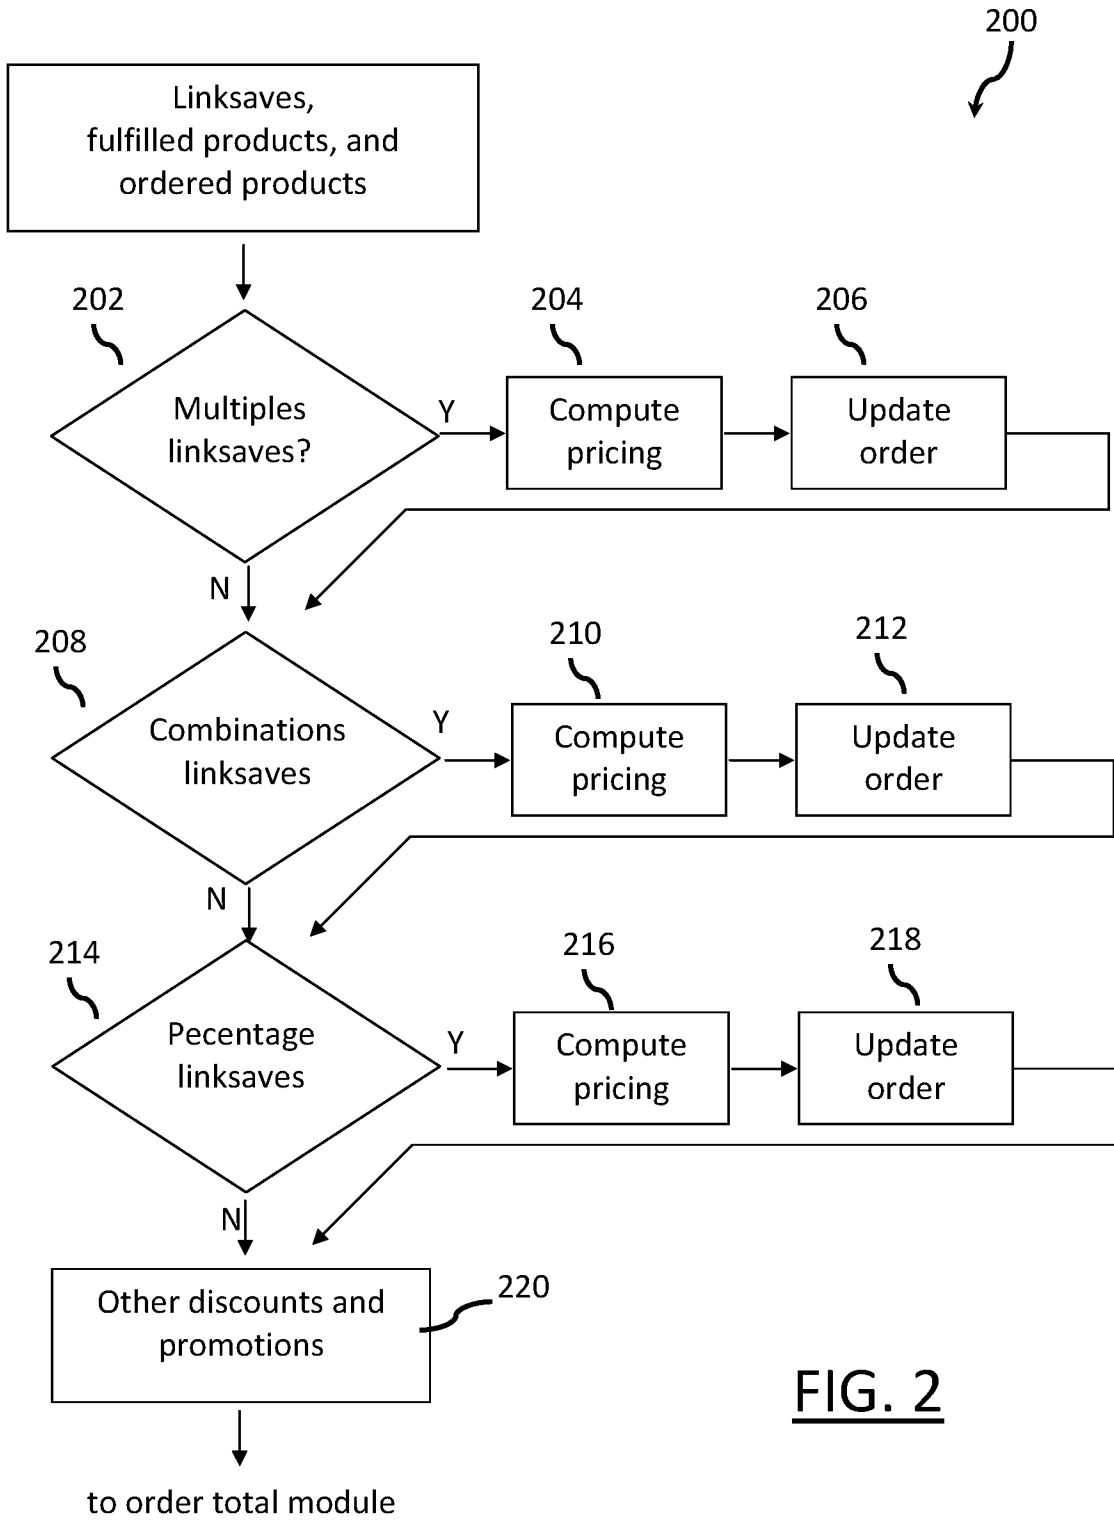 200
Linksaves,
fulfilled products, and
ordered products
202
204
206
Multiples
linksaves?
Y
Compute
pricing
Update
order
N
208
210
212
Combinations
linksaves
Y
Compute
pricing
Update
order
N
214
216
218
Pecentage
linksaves
Y
Compute
pricing
Update
order
N
Other discounts and
promotions
220
FIG. 2
to order total module